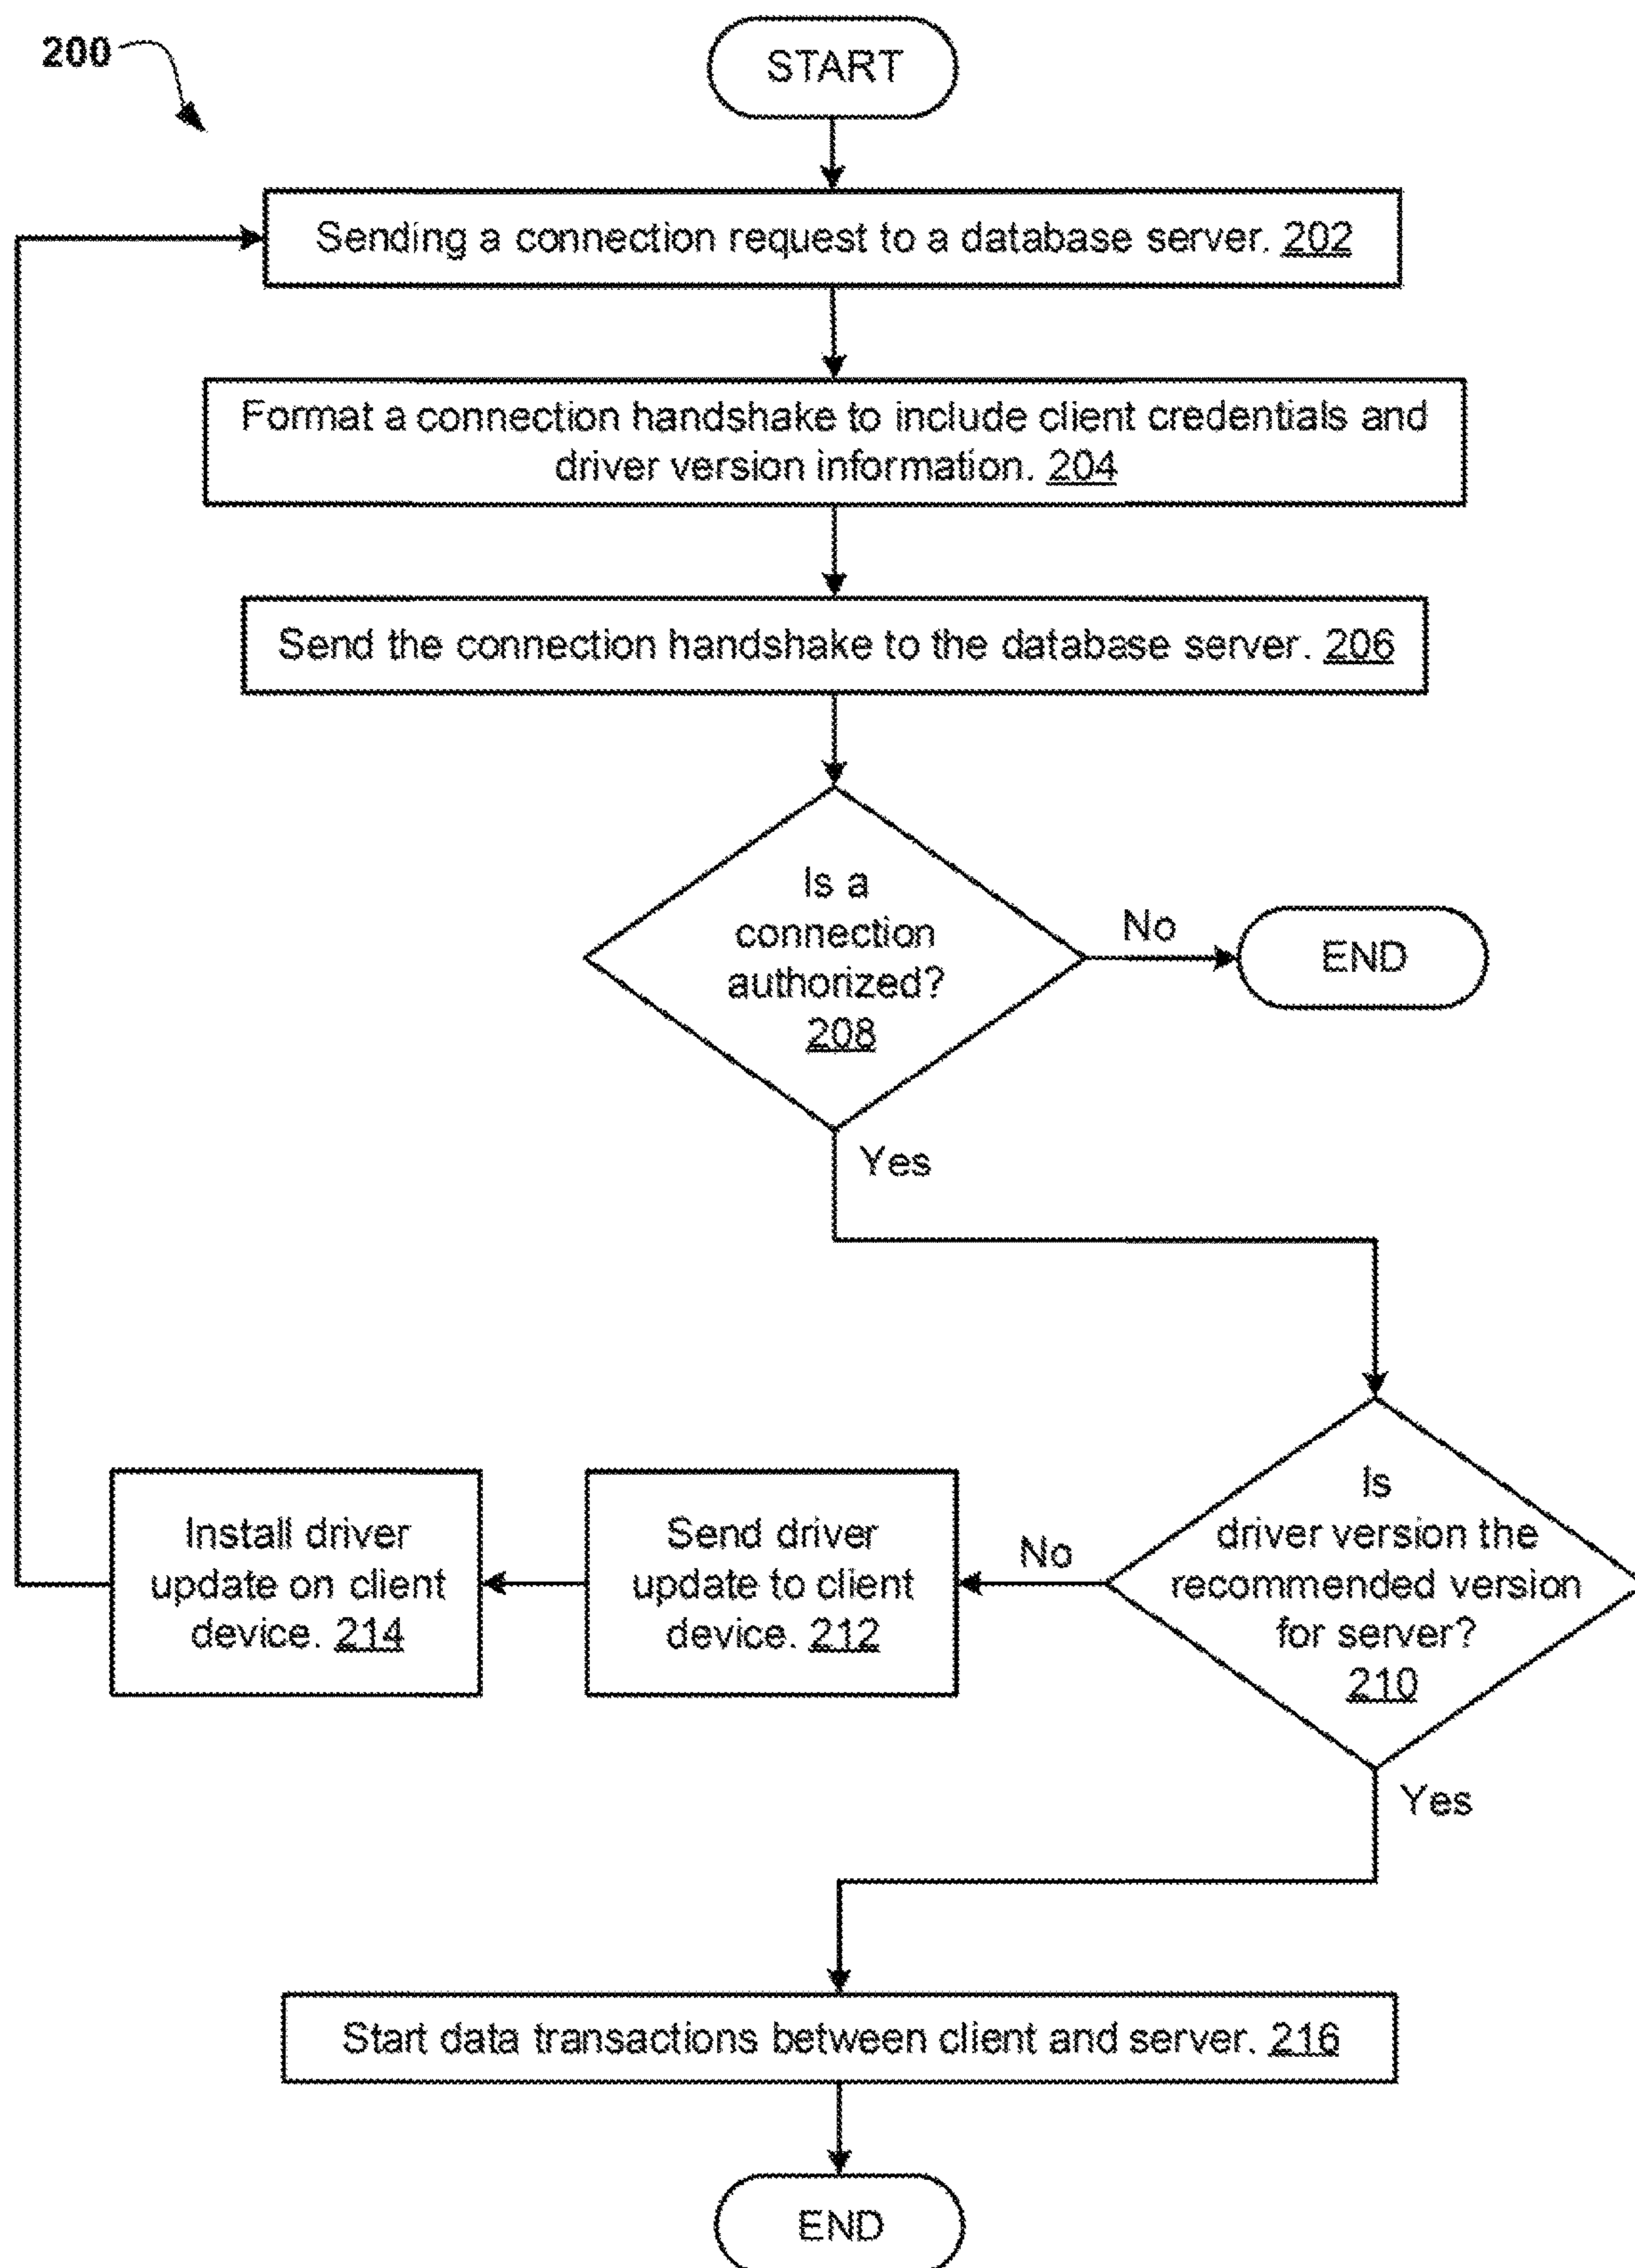 200
START
Sending a connection request to a database server. 202
Format a connection handshake to include client credentials and
driver version information. 204
Send the connection handshake to the database server. 206
Is a
connection
authorized?
208
No
END
Yes
Is
driver version the
recommended version
for server?
210
No
Send driver
update to client
device. 212
Install driver
update on client
device. 214
Yes
Start data transactions between client and server. 216
END